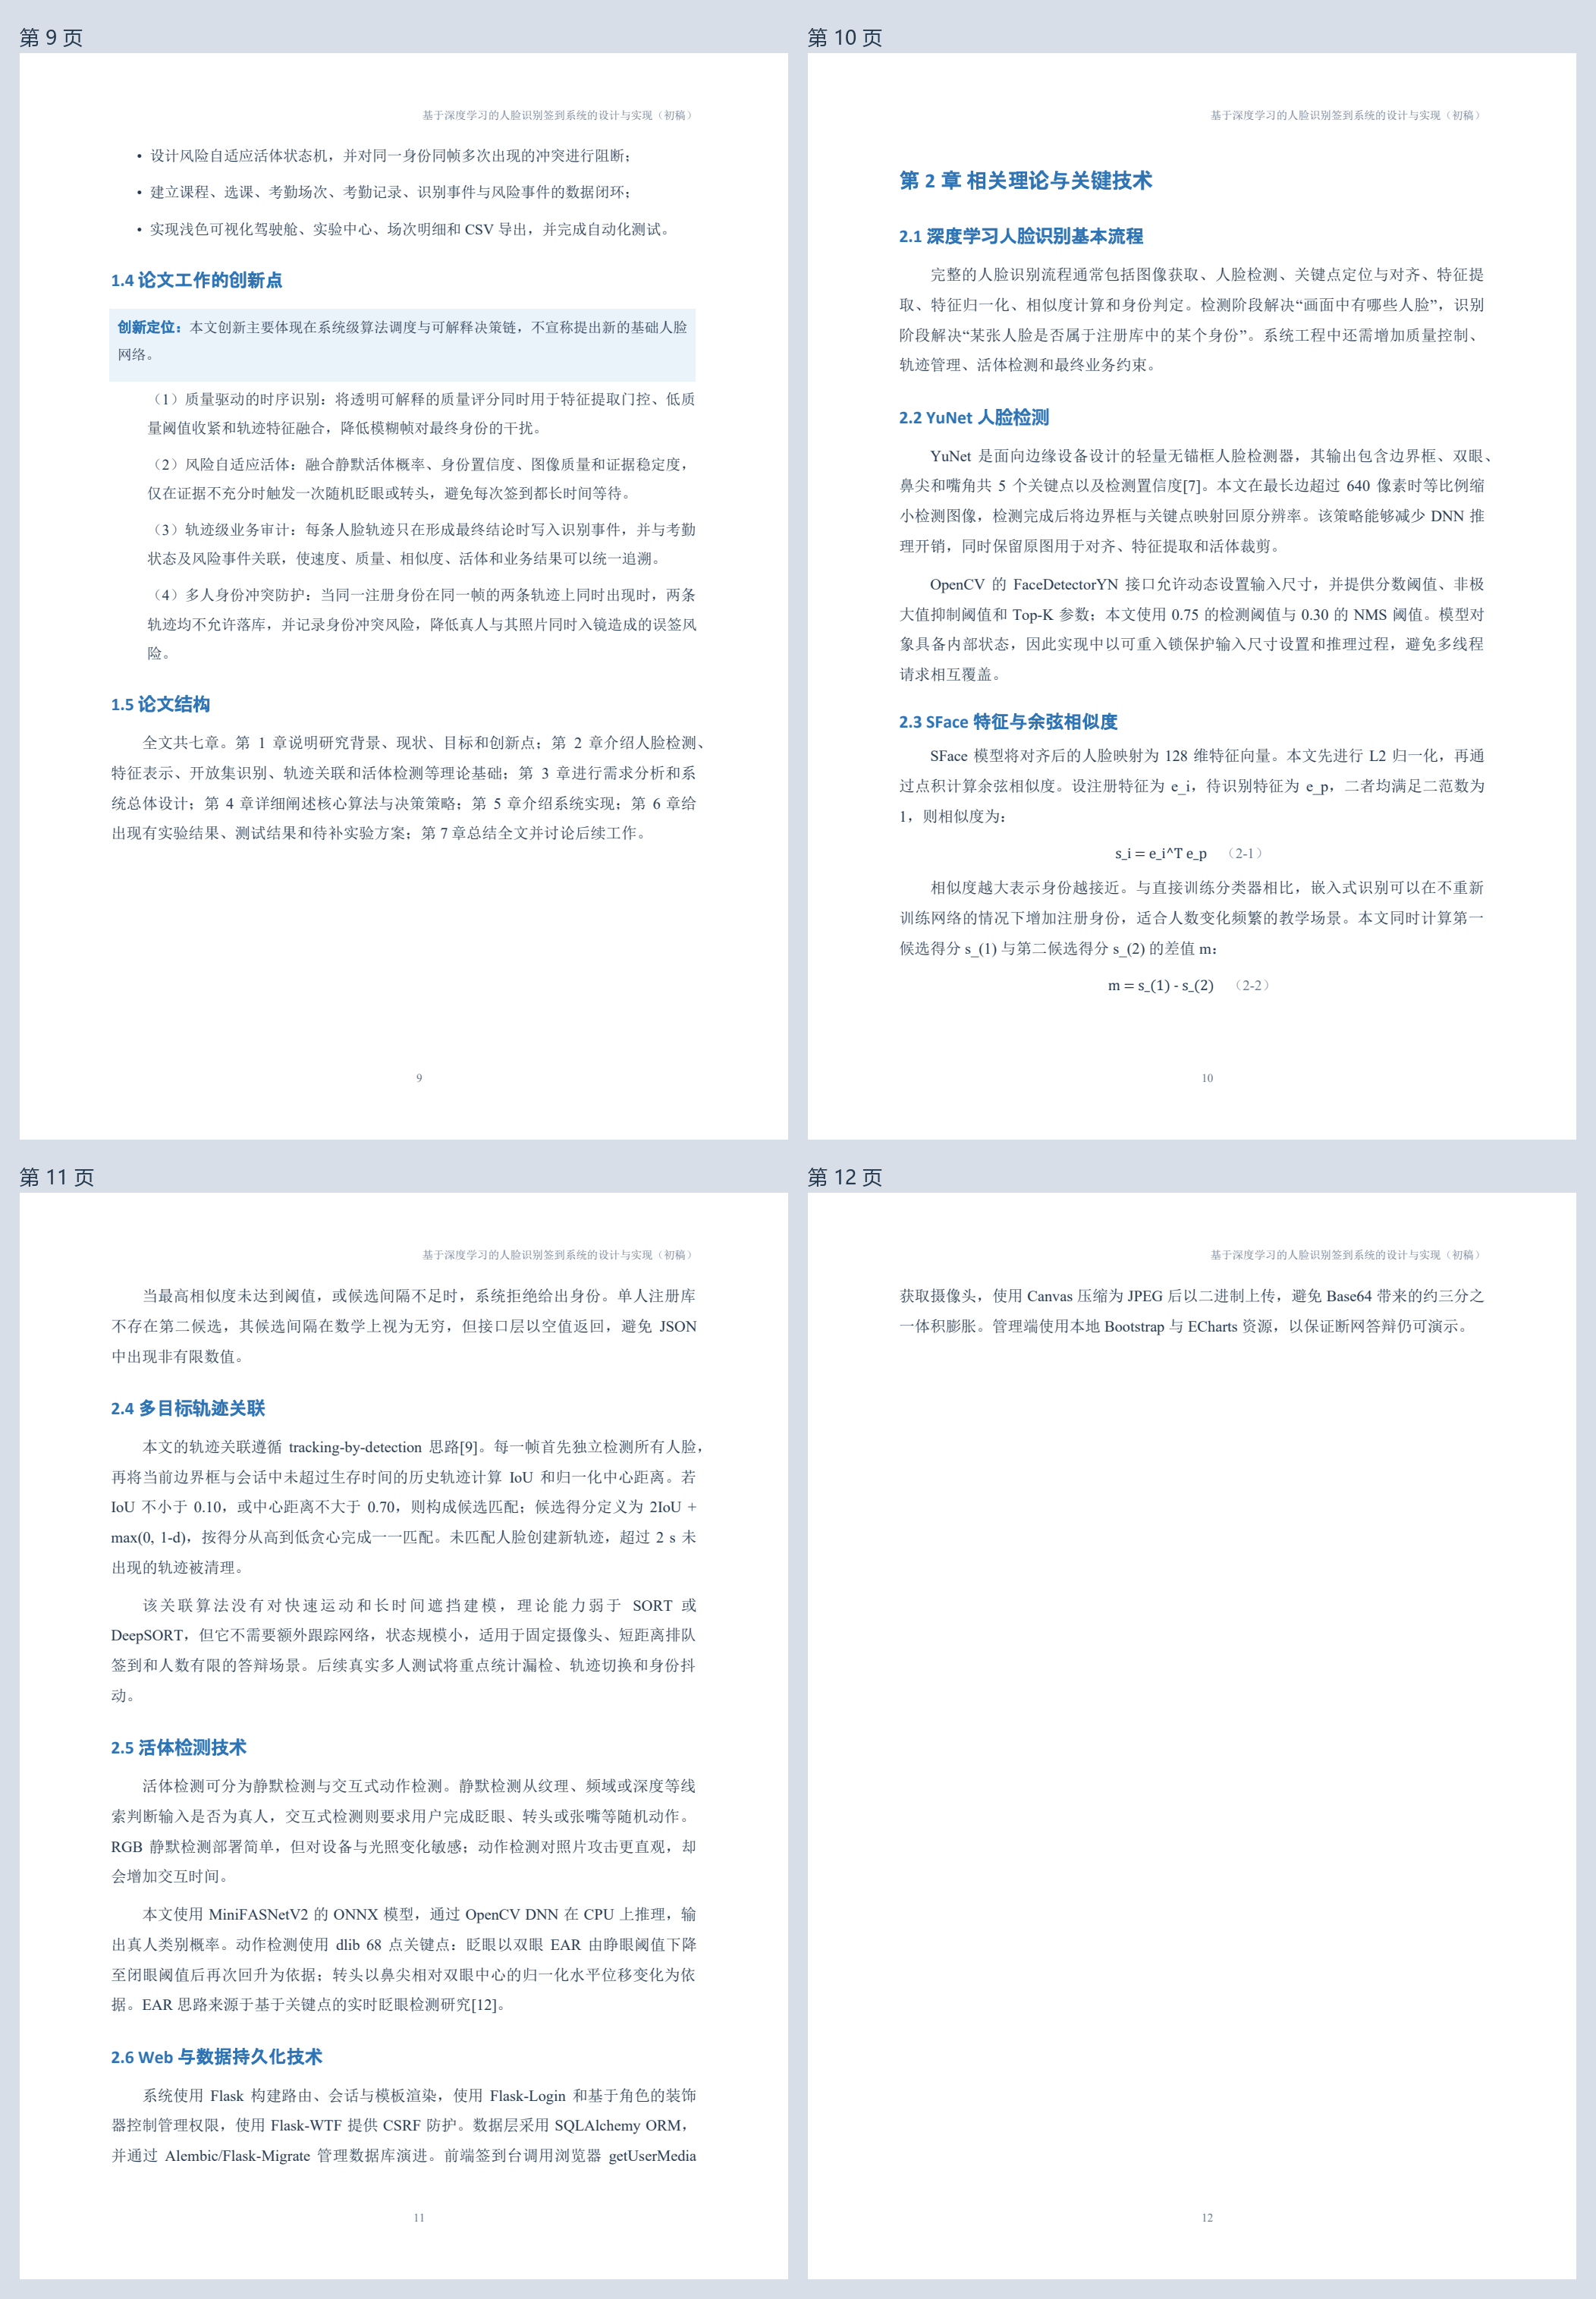 第 9 页
基于深度学习的人脸识别签到系统的设计与实现（初稿）
• 设计风险自适应活体状态机，并对同一身份同帧多次出现的冲突进行阻断；
• 建立课程、选课、考勤场次、考勤记录、识别事件与风险事件的数据闭环；
• 实现浅色可视化驾驶舱、实验中心、场次明细和 CSV 导出，并完成自动化测试。
1.4 论文工作的创新点
创新定位：本文创新主要体现在系统级算法调度与可解释决策链，不宣称提出新的基础人脸
网络。
（1）质量驱动的时序识别：将透明可解释的质量评分同时用于特征提取门控、低质
量阈值收紧和轨迹特征融合，降低模糊帧对最终身份的干扰。
（2）风险自适应活体：融合静默活体概率、身份置信度、图像质量和证据稳定度，
仅在证据不充分时触发一次随机眨眼或转头，避免每次签到都长时间等待。
（3）轨迹级业务审计：每条人脸轨迹只在形成最终结论时写入识别事件，并与考勤
状态及风险事件关联，使速度、质量、相似度、活体和业务结果可以统一追溯。
（4）多人身份冲突防护：当同一注册身份在同一帧的两条轨迹上同时出现时，两条
轨迹均不允许落库，并记录身份冲突风险，降低真人与其照片同时入镜造成的误签风
险。
1.5 论文结构
全文共七章。第 1 章说明研究背景、现状、目标和创新点；第 2 章介绍人脸检测、
特征表示、开放集识别、轨迹关联和活体检测等理论基础；第 3 章进行需求分析和系
统总体设计；第 4 章详细阐述核心算法与决策策略；第 5 章介绍系统实现；第 6 章给
出现有实验结果、测试结果和待补实验方案；第 7 章总结全文并讨论后续工作。
9
第 10 页
基于深度学习的人脸识别签到系统的设计与实现（初稿）
第 2 章 相关理论与关键技术
2.1 深度学习人脸识别基本流程
完整的人脸识别流程通常包括图像获取、人脸检测、关键点定位与对齐、特征提
取、特征归一化、相似度计算和身份判定。检测阶段解决“画面中有哪些人脸”，识别
阶段解决“某张人脸是否属于注册库中的某个身份”。系统工程中还需增加质量控制、
轨迹管理、活体检测和最终业务约束。
2.2 YuNet 人脸检测
YuNet 是面向边缘设备设计的轻量无锚框人脸检测器，其输出包含边界框、双眼、
鼻尖和嘴角共 5 个关键点以及检测置信度[7]。本文在最长边超过 640 像素时等比例缩
小检测图像，检测完成后将边界框与关键点映射回原分辨率。该策略能够减少 DNN 推
理开销，同时保留原图用于对齐、特征提取和活体裁剪。
OpenCV 的 FaceDetectorYN 接口允许动态设置输入尺寸，并提供分数阈值、非极
大值抑制阈值和 Top-K 参数；本文使用 0.75 的检测阈值与 0.30 的 NMS 阈值。模型对
象具备内部状态，因此实现中以可重入锁保护输入尺寸设置和推理过程，避免多线程
请求相互覆盖。
2.3 SFace 特征与余弦相似度
SFace 模型将对齐后的人脸映射为 128 维特征向量。本文先进行 L2 归一化，再通
过点积计算余弦相似度。设注册特征为 e_i，待识别特征为 e_p，二者均满足二范数为
1，则相似度为：
s_i = e_i^T e_p （2-1）
相似度越大表示身份越接近。与直接训练分类器相比，嵌入式识别可以在不重新
训练网络的情况下增加注册身份，适合人数变化频繁的教学场景。本文同时计算第一
候选得分 s_(1) 与第二候选得分 s_(2) 的差值 m：
m = s_(1) - s_(2) （2-2）
10
第 11 页
基于深度学习的人脸识别签到系统的设计与实现（初稿）
当最高相似度未达到阈值，或候选间隔不足时，系统拒绝给出身份。单人注册库
不存在第二候选，其候选间隔在数学上视为无穷，但接口层以空值返回，避免 JSON
中出现非有限数值。
2.4 多目标轨迹关联
本文的轨迹关联遵循 tracking-by-detection 思路[9]。每一帧首先独立检测所有人脸，
再将当前边界框与会话中未超过生存时间的历史轨迹计算 IoU 和归一化中心距离。若
IoU 不小于 0.10，或中心距离不大于 0.70，则构成候选匹配；候选得分定义为 2IoU +
max(0, 1-d)，按得分从高到低贪心完成一一匹配。未匹配人脸创建新轨迹，超过 2 s 未
出现的轨迹被清理。
该关联算法没有对快速运动和长时间遮挡建模，理论能力弱于 SORT 或
DeepSORT，但它不需要额外跟踪网络，状态规模小，适用于固定摄像头、短距离排队
签到和人数有限的答辩场景。后续真实多人测试将重点统计漏检、轨迹切换和身份抖
动。
2.5 活体检测技术
活体检测可分为静默检测与交互式动作检测。静默检测从纹理、频域或深度等线
索判断输入是否为真人，交互式检测则要求用户完成眨眼、转头或张嘴等随机动作。
RGB 静默检测部署简单，但对设备与光照变化敏感；动作检测对照片攻击更直观，却
会增加交互时间。
本文使用 MiniFASNetV2 的 ONNX 模型，通过 OpenCV DNN 在 CPU 上推理，输
出真人类别概率。动作检测使用 dlib 68 点关键点：眨眼以双眼 EAR 由睁眼阈值下降
至闭眼阈值后再次回升为依据；转头以鼻尖相对双眼中心的归一化水平位移变化为依
据。EAR 思路来源于基于关键点的实时眨眼检测研究[12]。
2.6 Web 与数据持久化技术
系统使用 Flask 构建路由、会话与模板渲染，使用 Flask-Login 和基于角色的装饰
器控制管理权限，使用 Flask-WTF 提供 CSRF 防护。数据层采用 SQLAlchemy ORM，
并通过 Alembic/Flask-Migrate 管理数据库演进。前端签到台调用浏览器 getUserMedia
11
第 12 页
基于深度学习的人脸识别签到系统的设计与实现（初稿）
获取摄像头，使用 Canvas 压缩为 JPEG 后以二进制上传，避免 Base64 带来的约三分之
一体积膨胀。管理端使用本地 Bootstrap 与 ECharts 资源，以保证断网答辩仍可演示。
12